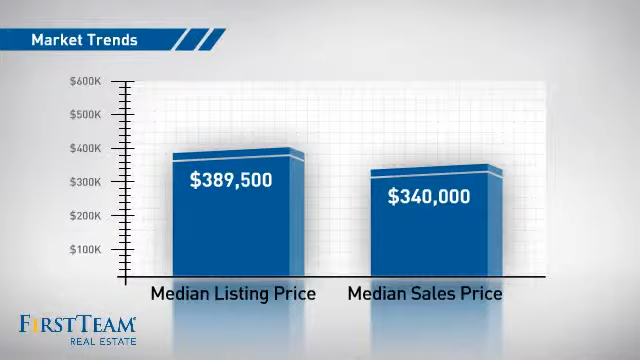 Market Trends
$600K
$500K
$400K
$300K
$200K
$100K
$389,500
$340,000
Median Listing Price
Median Sales Price
FIRSTTEAM®
REAL ESTATE